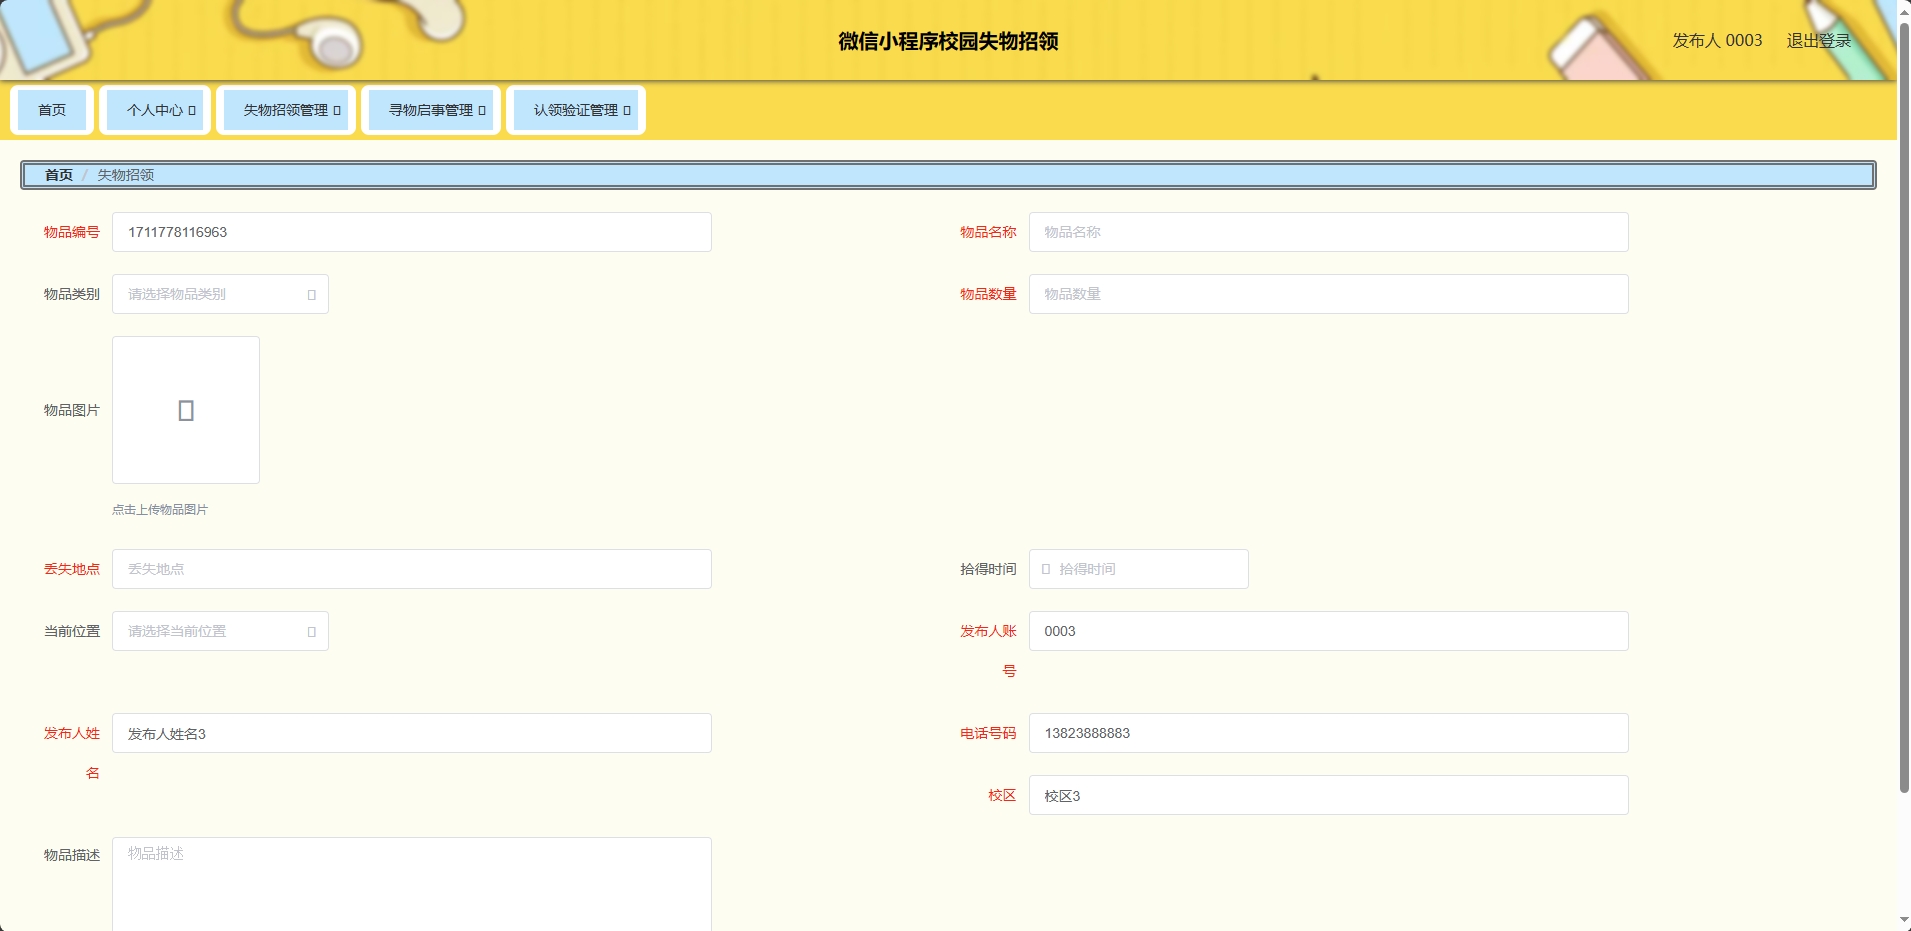 微信小程序校园失物招领
发布人 0003 退出登录
首页 个人中心 失物招领管理 寻物启事管理 认领验证管理
首页 / 失物招领
物品编号 1711778116963 物品名称 物品名称
物品类别 请选择物品类别 物品数量 物品数量
物品图片
点击上传物品图片
丢失地点 丢失地点 拾得时间 拾得时间
当前位置 请选择当前位置 发布人账 0003
号
发布人姓 发布人姓名3 电话号码 13823888883
名
校区 校区3
物品描述 物品描述